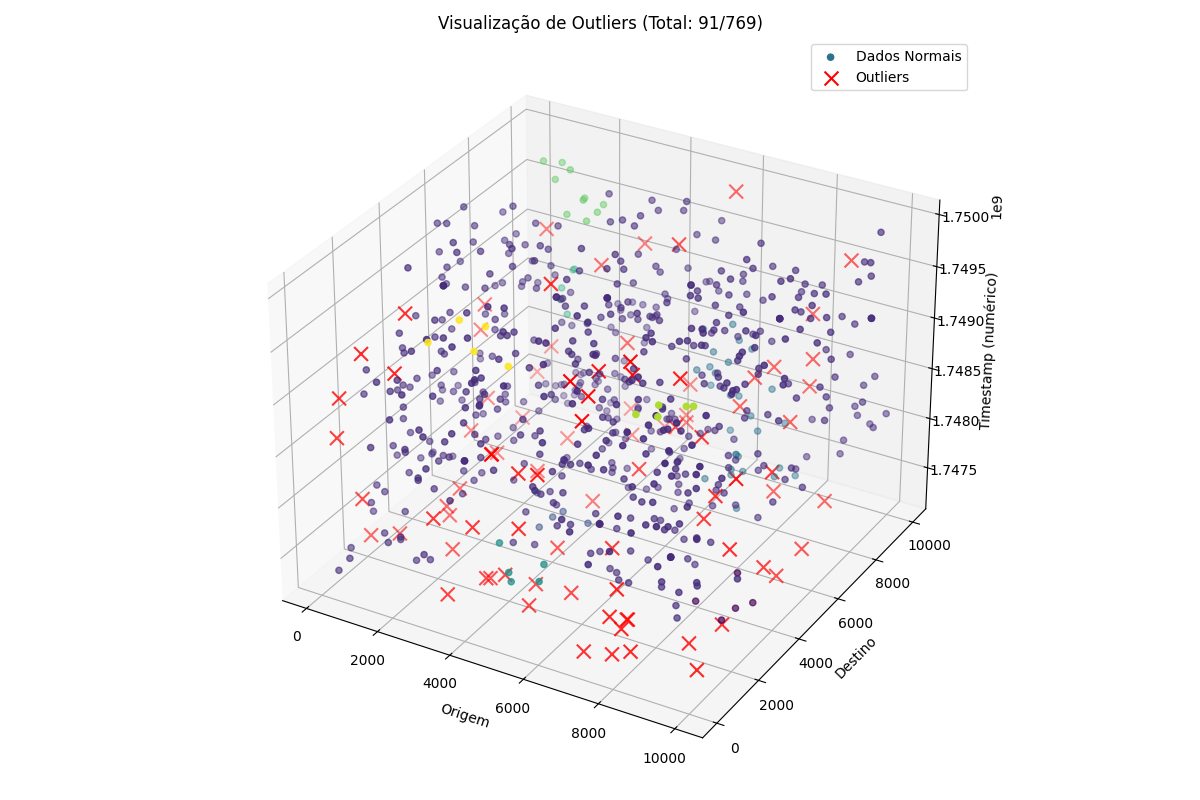 Visualização de Outliers (Total: 91/769)
Dados Normais
Outliers
1e9
1.7500
1.7495
1.7490
1.7485
1.7480
1.7475
Timestamp (numérico)
0
2000
4000
6000
8000
10000
Origem
0
2000
4000
6000
8000
10000
Destino